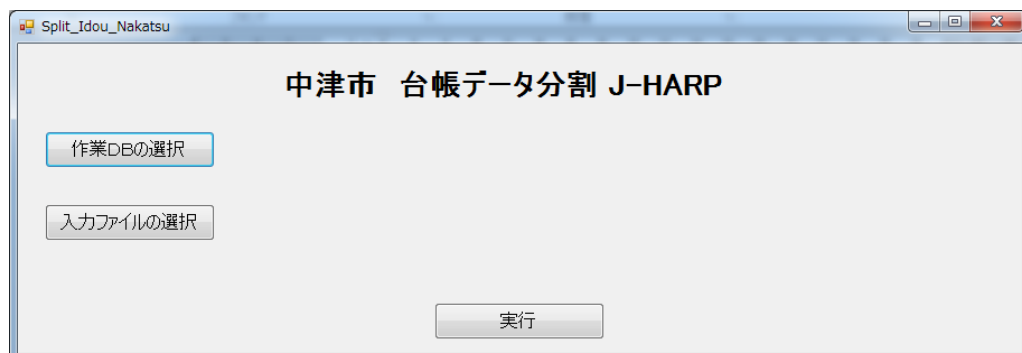 Split_Idou_Nakatsu
中津市 台帳データ分割 J-HARP
作業DBの選択
入力ファイルの選択
実行